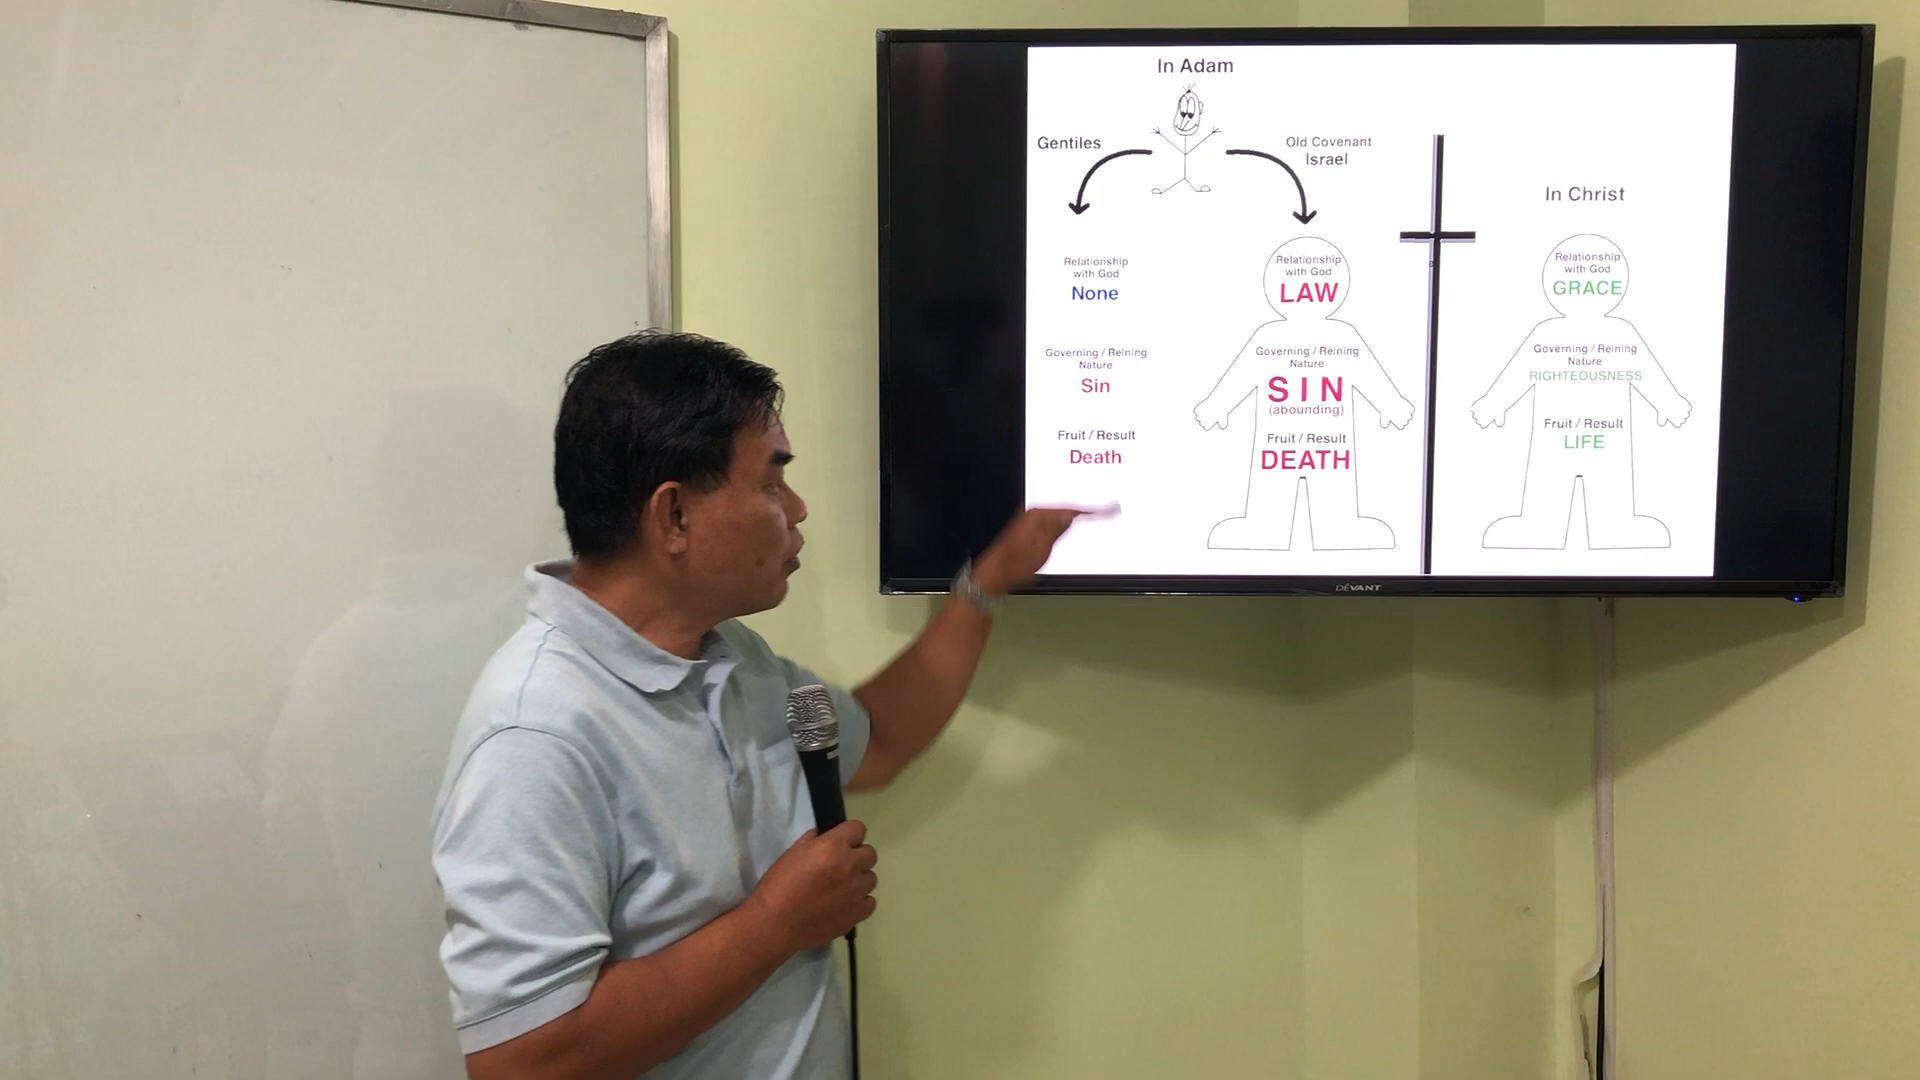 In Adam
Gentiles
Old Covenant
Israel
In Christ
Relationship
with God
None
Governing / Reining
Nature
Sin
Fruit / Result
Death
Relationship
with God
LAW
Governing / Reining
Nature
SIN
(abounding)
Fruit / Result
DEATH
Relationship
with God
GRACE
Governing / Reining
Nature
RIGHTEOUSNESS
Fruit / Result
LIFE
DEVANT